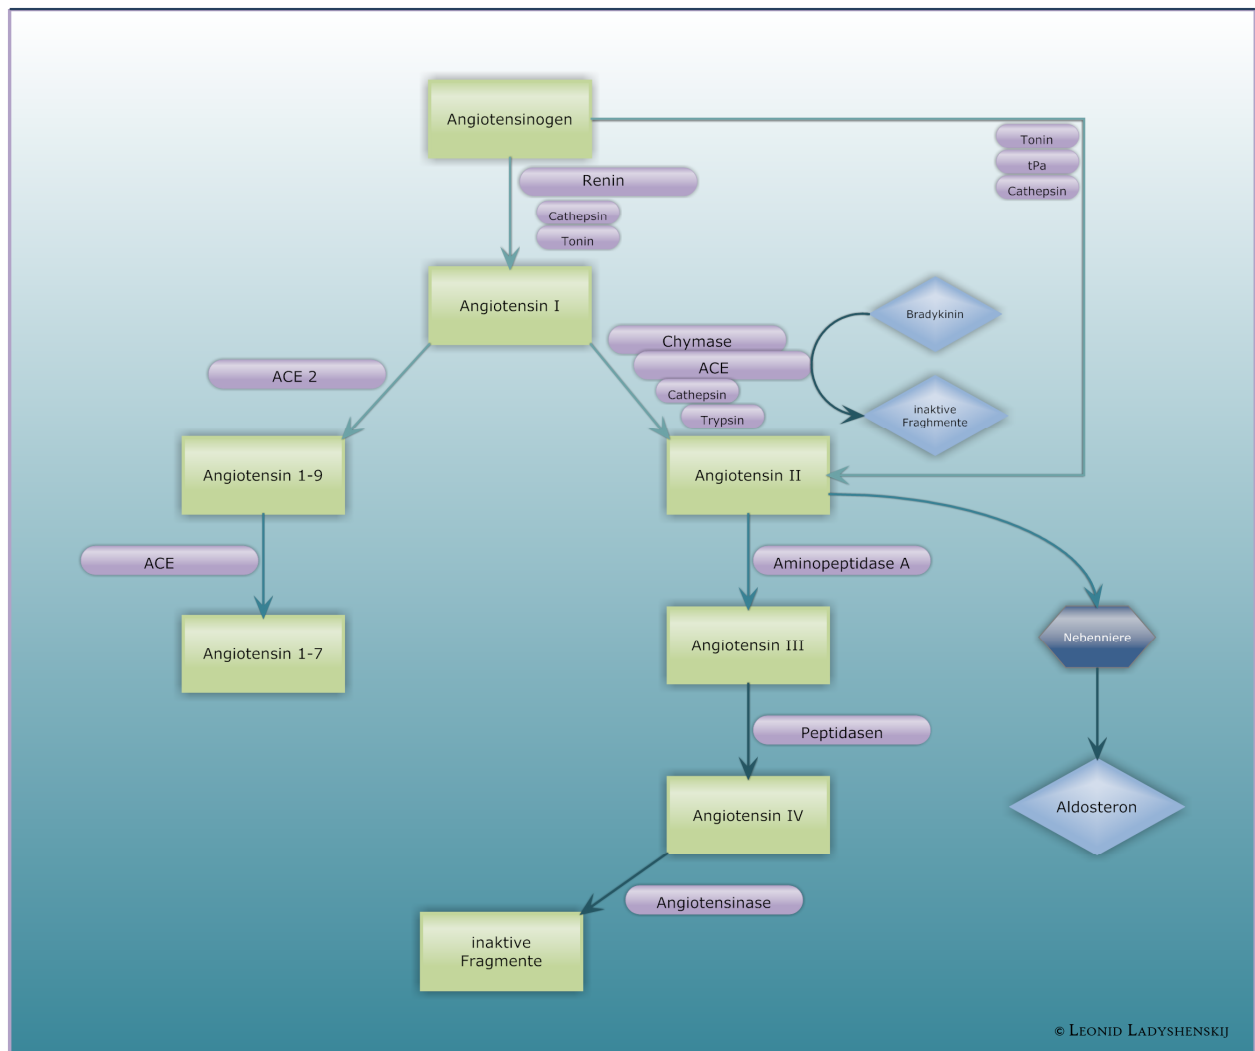 Angiotensinogen
Tonin
tPa
Cathepsin
Renin
Cathepsin
Tonin
Angiotensin I
Bradykinin
Chymase
ACE
Cathepsin
Trypsin
inaktive
Fraghmente
ACE 2
Angiotensin 1-9
Angiotensin II
ACE
Aminopeptidase A
Angiotensin 1-7
Angiotensin III
Nebenniere
Peptidasen
Angiotensin IV
Aldosteron
Angiotensinase
inaktive
Fragmente
© Leonid Ladyshenskij